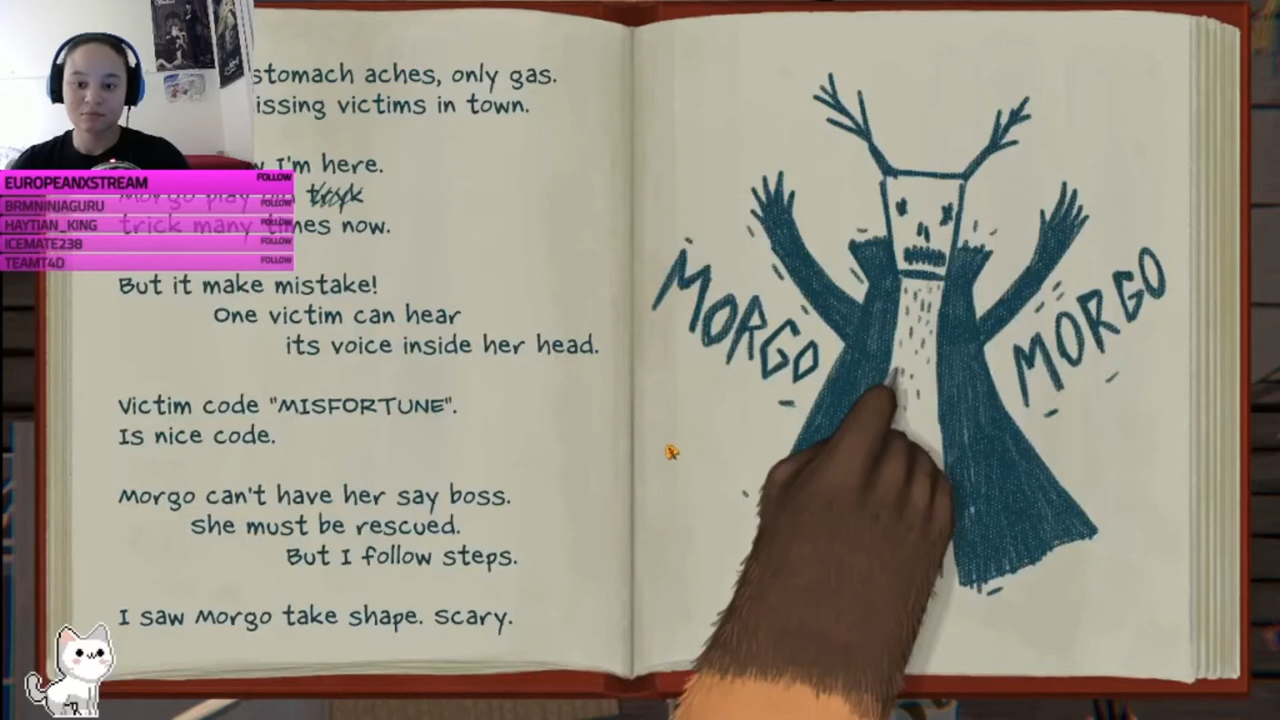 stomach aches, only gas.
issing victims in town.
I'm here.
Morgo play
trick many times now.
But it make mistake!
One victim can hear
its voice inside her head.
Victim code "MISFORTUNE".
Is nice code.
Morgo can't have her say boss.
she must be rescued.
But I follow steps.
I saw Morgo take shape. scary.
MORGO
MORGO
EUROPEANXSTREAM FOLLOW
BRMNINJAGURU FOLLOW
HAYTIAN_KING FOLLOW
ICEMATE238 FOLLOW
TEAMT4D FOLLOW